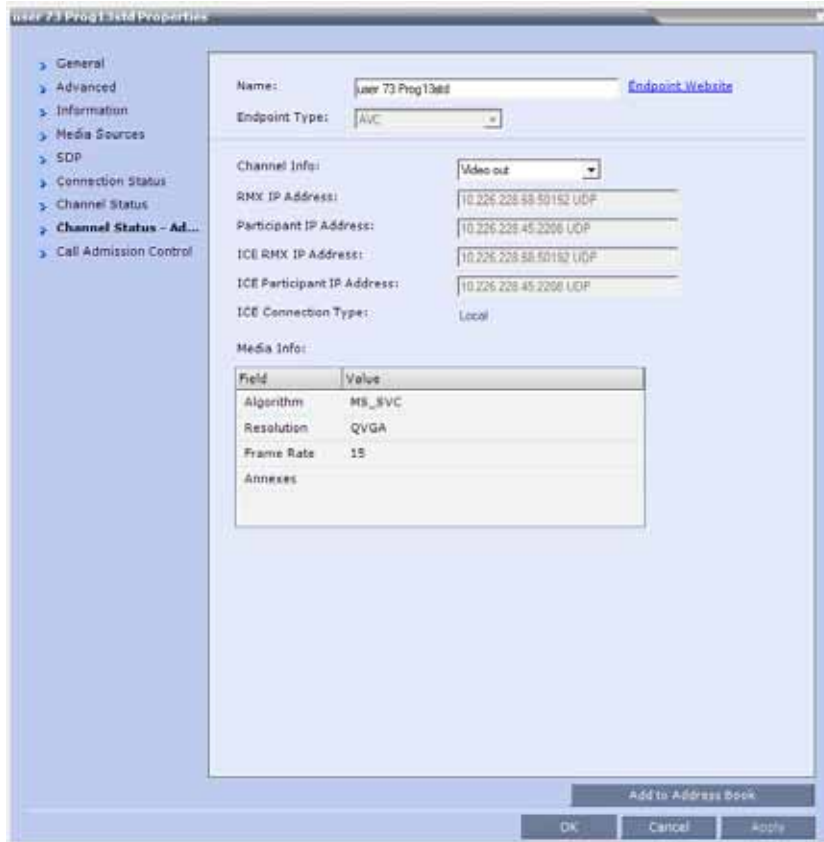 user 73 Prog13std Properties
General
Advanced
Information
Media Sources
SDP
Connection Status
Channel Status
Channel Status - Ad...
Call Admission Control
Name: user 73 Prog13std Endpoint Website
Endpoint Type: AVC
Channel Info: Video out
RMX IP Address: 10.226.228.68:50192 UDP
Participant IP Address: 10.226.228.45:2208 UDP
ICE RMX IP Address: 10.226.228.68:50192 UDP
ICE Participant IP Address: 10.226.228.45:2208 UDP
ICE Connection Type: Local
Media Info:
Field Value
Algorithm MS_SVC
Resolution QVGA
Frame Rate 15
Annexes
Add to Address Book
OK Cancel Apply